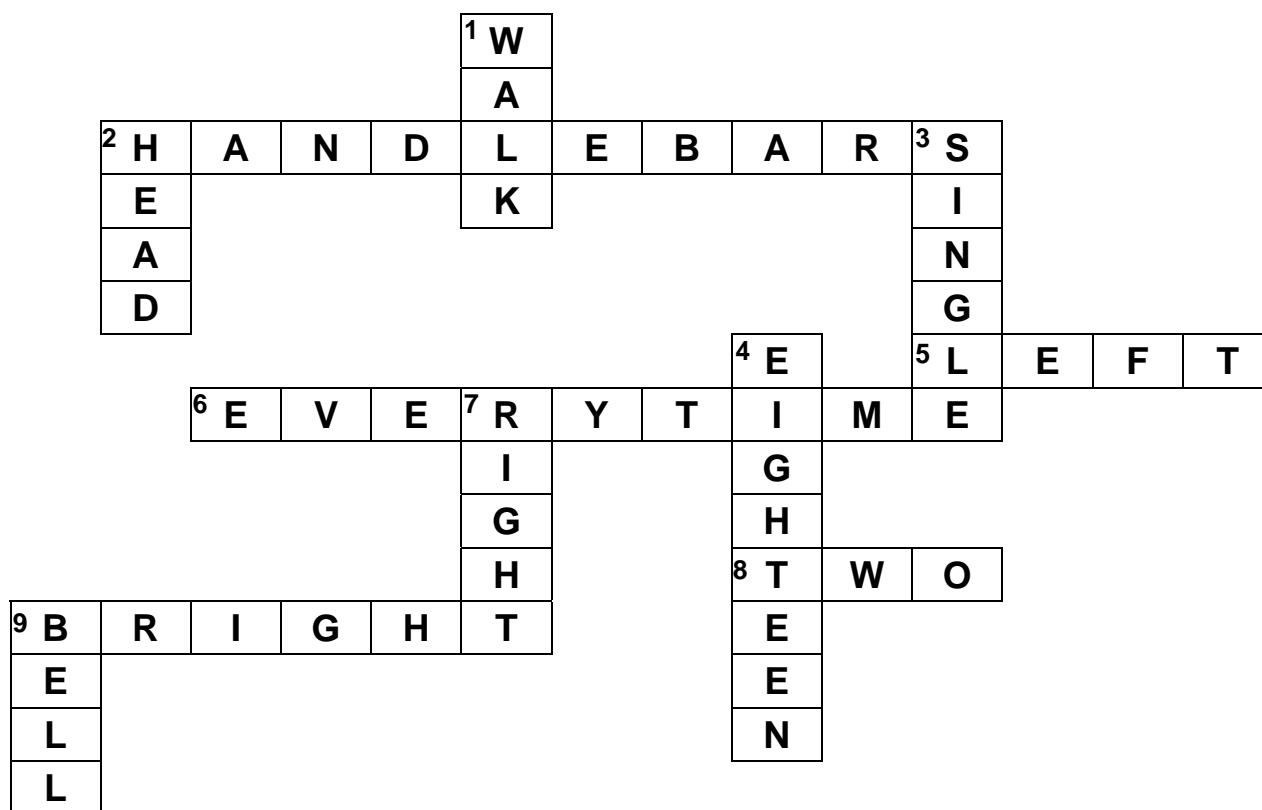 1 W
A
2 H A N D L E B A R 3 S
E K I
A N
D G
4 E 5 L E F T
6 E V E 7 R Y T I M E
I G
G H
H 8 T W O
9 B R I G H T E
E E
L N
L